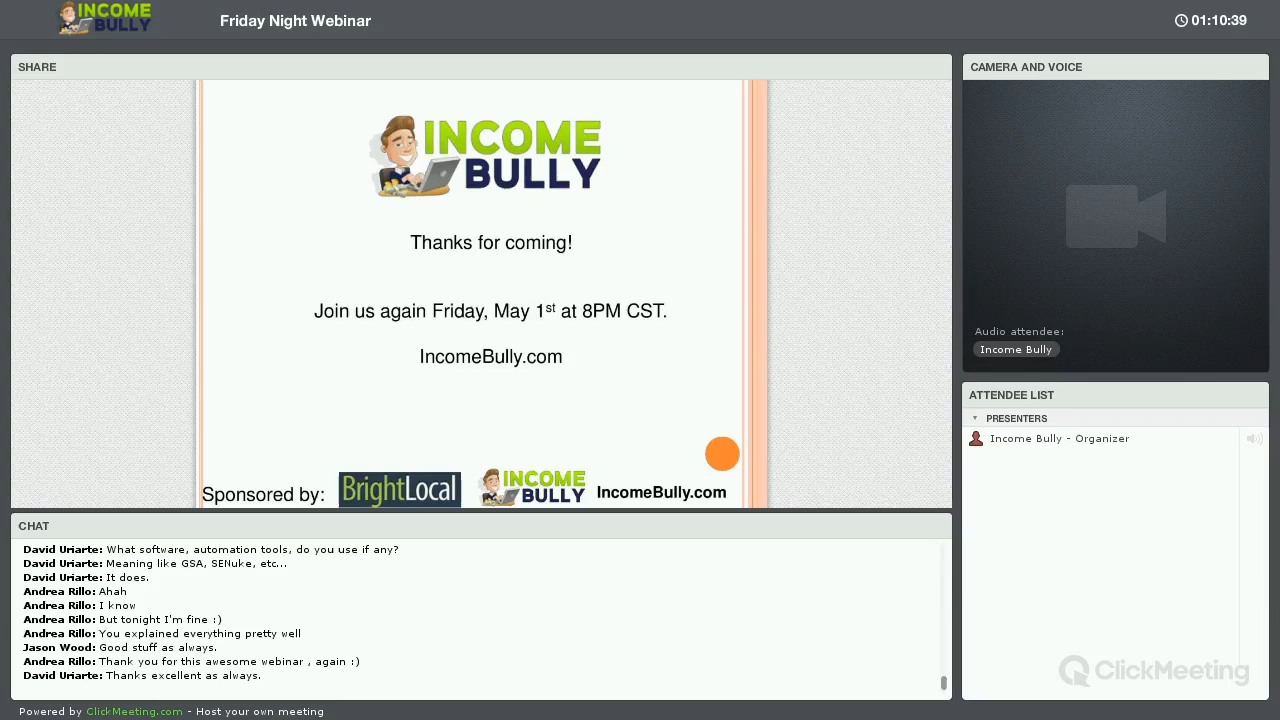 INCOME
BULLY
Friday Night Webinar
01:10:39
SHARE
INCOME
BULLY
Thanks for coming!
Join us again Friday, May 1st at 8PM CST.
IncomeBully.com
Sponsored by: BrightLocal INCOME BULLY IncomeBully.com
CAMERA AND VOICE
Audio attendee:
Income Bully
ATTENDEE LIST
PRESENTERS
Income Bully - Organizer
ClickMeeting
CHAT
David Uriarte: What software, automation tools, do you use if any?
David Uriarte: Meaning like GSA, SENuke, etc...
David Uriarte: It does.
Andrea Rillo: Ahah
Andrea Rillo: I know
Andrea Rillo: But tonight I'm fine :)
Andrea Rillo: You explained everything pretty well
Jason Wood: Good stuff as always.
Andrea Rillo: Thank you for this awesome webinar , again :)
David Uriarte: Thanks excellent as always.
Powered by ClickMeeting.com - Host your own meeting